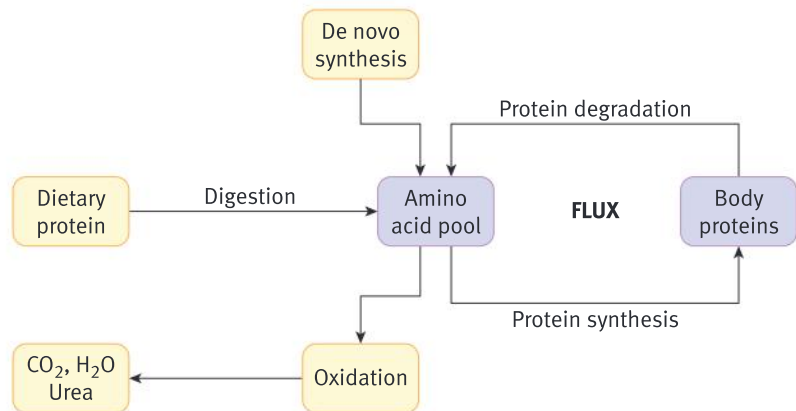 De novo
synthesis
Protein degradation
Dietary
protein
Digestion
Amino
acid pool
FLUX
Body
proteins
Protein synthesis
CO₂, H₂O
Urea
Oxidation